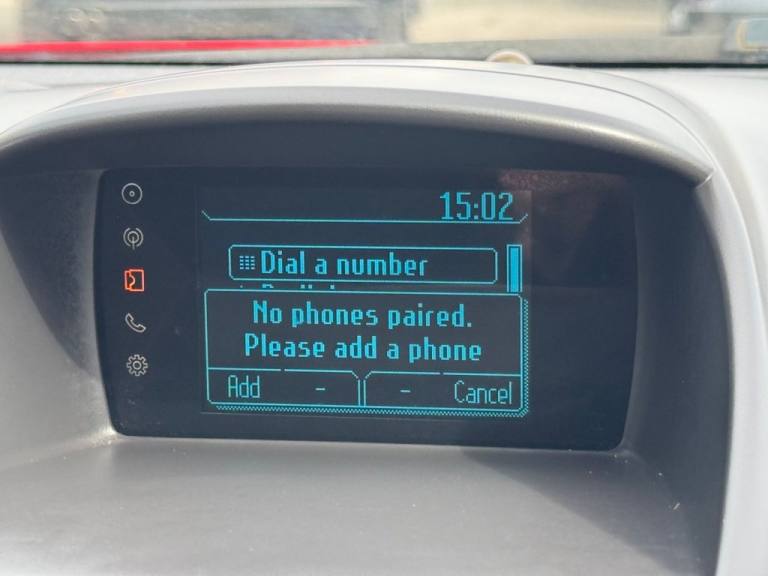 15:02
Dial a number
No phones paired.
Please add a phone
Add - - Cancel